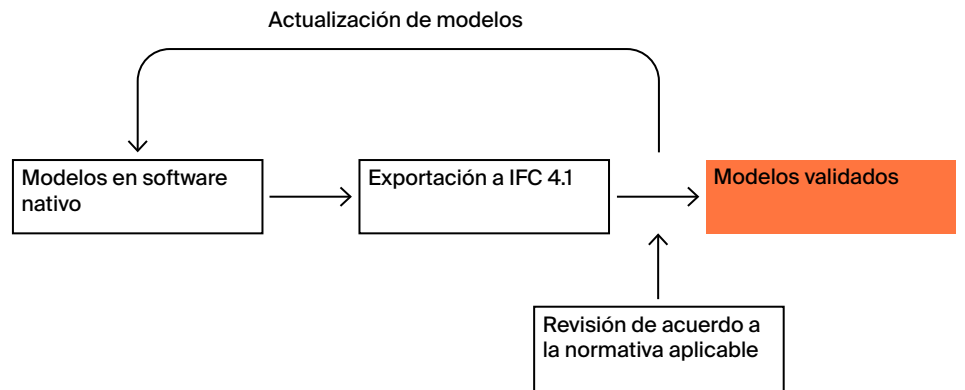 Actualización de modelos
Modelos en software
nativo
Exportación a IFC 4.1
Modelos validados
Revisión de acuerdo a
la normativa aplicable